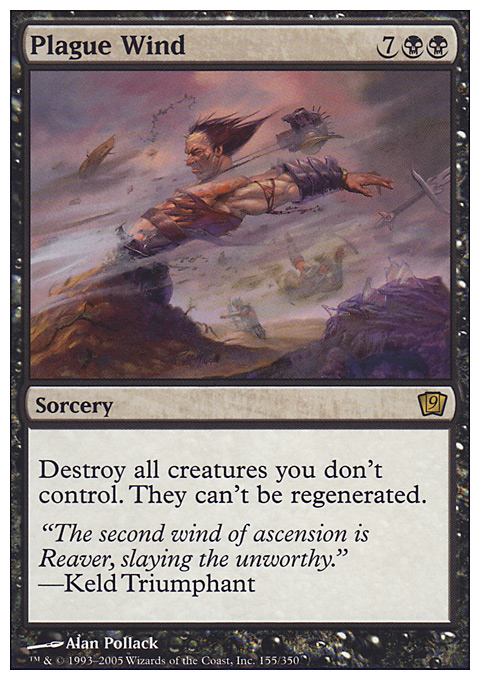 Plague Wind
7
Sorcery
9
Destroy all creatures you don't
control. They can't be regenerated.
“The second wind of ascension is
Reaver, slaying the unworthy.”
—Keld Triumphant
Alan Pollack
™ & © 1993–2005 Wizards of the Coast, Inc. 155/350